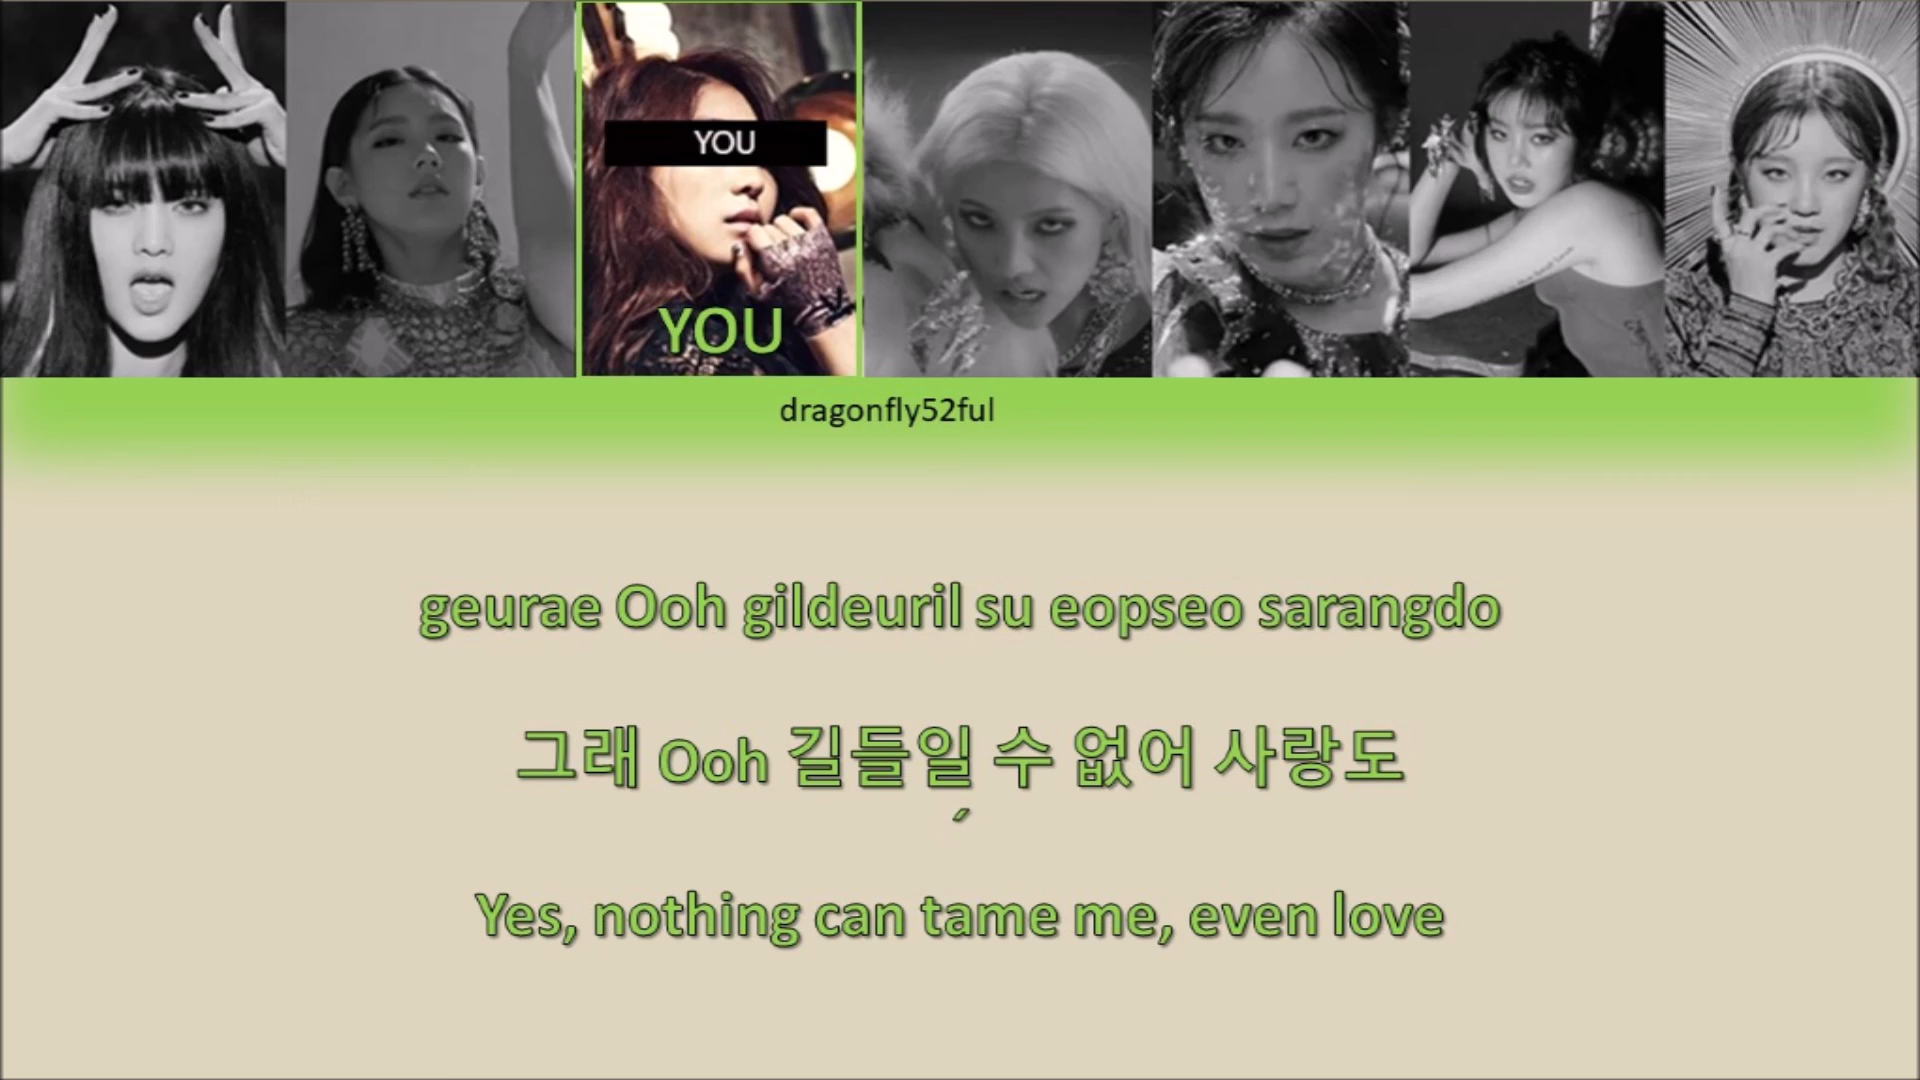 YOU
YOU
dragonfly52ful
geurae Ooh gildeuril su eopseo sarangdo
그래 Ooh 길들일 수 없어 사랑도
Yes, nothing can tame me, even love